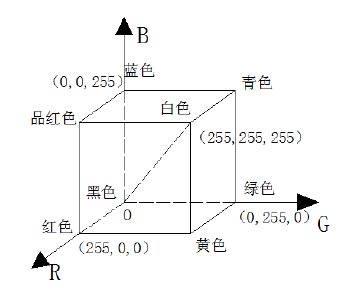 B
(0,0,255)
蓝色
青色
品红色
白色
(255,255,255)
黑色
绿色
O
(0,255,0)
红色
(255,0,0)
黄色
G
R